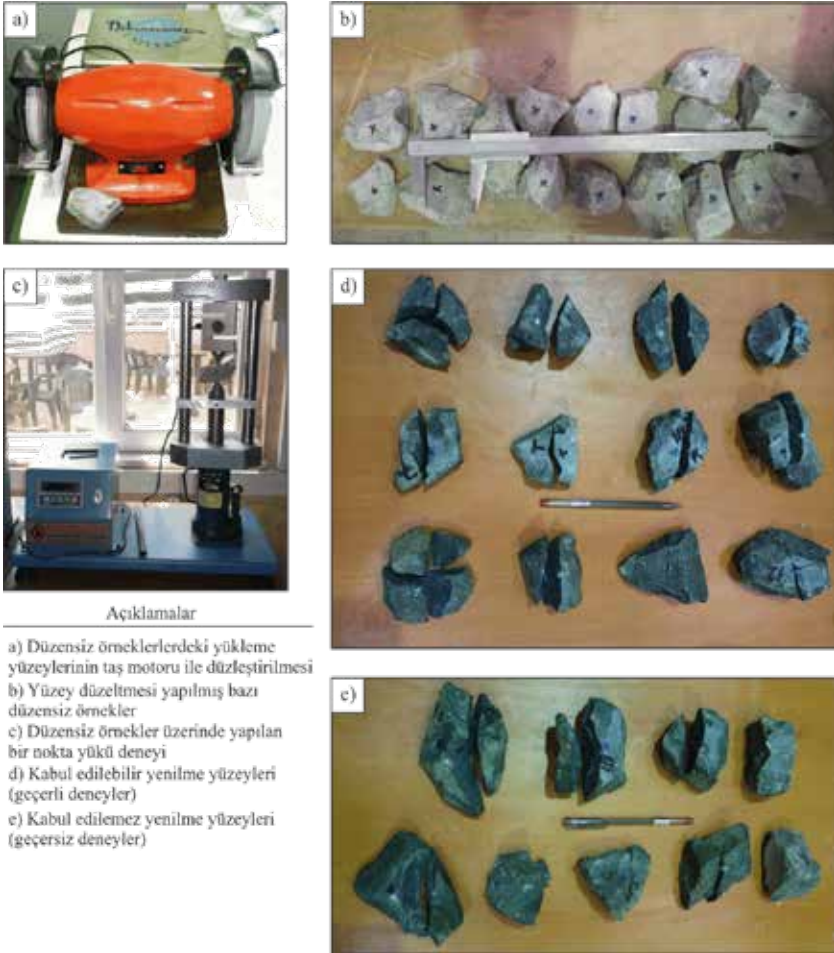 a)
b)
c)
d)
e)
Açıklamalar
a) Düzensiz örneklerlerdeki yükleme
yüzeylerinin taş motoru ile düzleştirilmesi
b) Yüzey düzeltmesi yapılmış bazı
düzensiz örnekler
c) Düzensiz örnekler üzerinde yapılan
bir nokta yükü deneyi
d) Kabul edilebilir yenilme yüzeyleri
(geçerli deneyler)
e) Kabul edilemez yenilme yüzeyleri
(geçersiz deneyler)